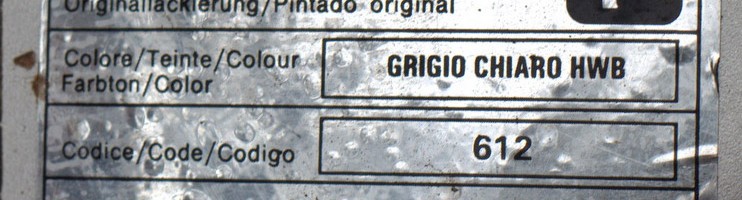 Originallackierung/Pintado original
Colore/Teinte/Colour
Farbton/Color
GRIGIO CHIARO HWB
Codice/Code/Codigo
612